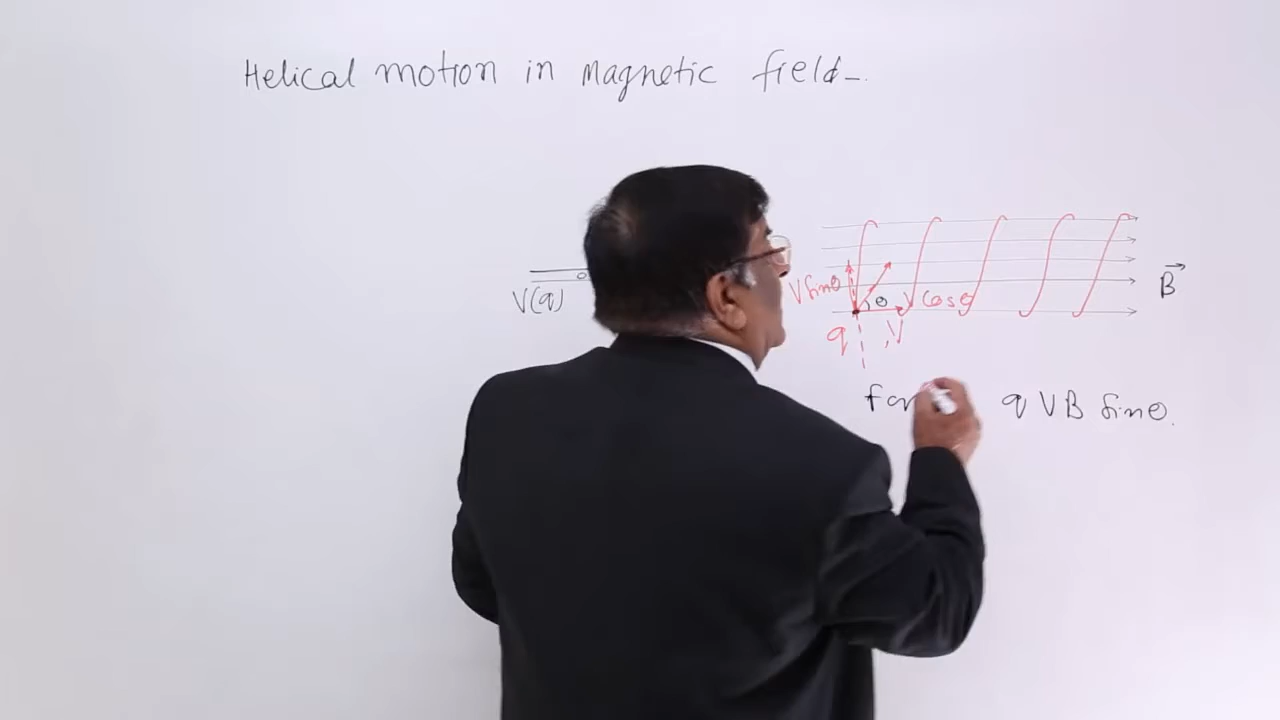 Helical motion in magnetic field
B
V sinθ
θ
V cosθ
V(q)
q
V
q V B sinθ.